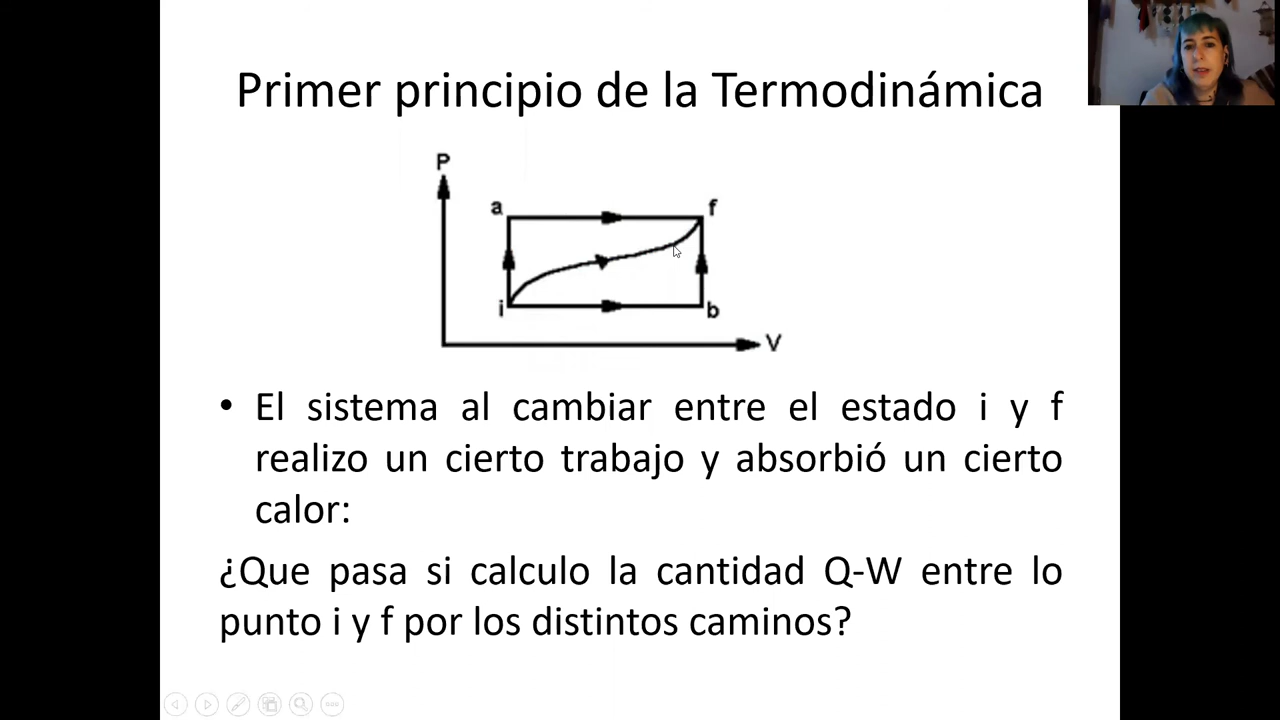 Primer principio de la Termodinámica
P
a
f
i
b
V
• El sistema al cambiar entre el estado i y f
realizo un cierto trabajo y absorbió un cierto
calor:
¿Que pasa si calculo la cantidad Q-W entre lo
punto i y f por los distintos caminos?